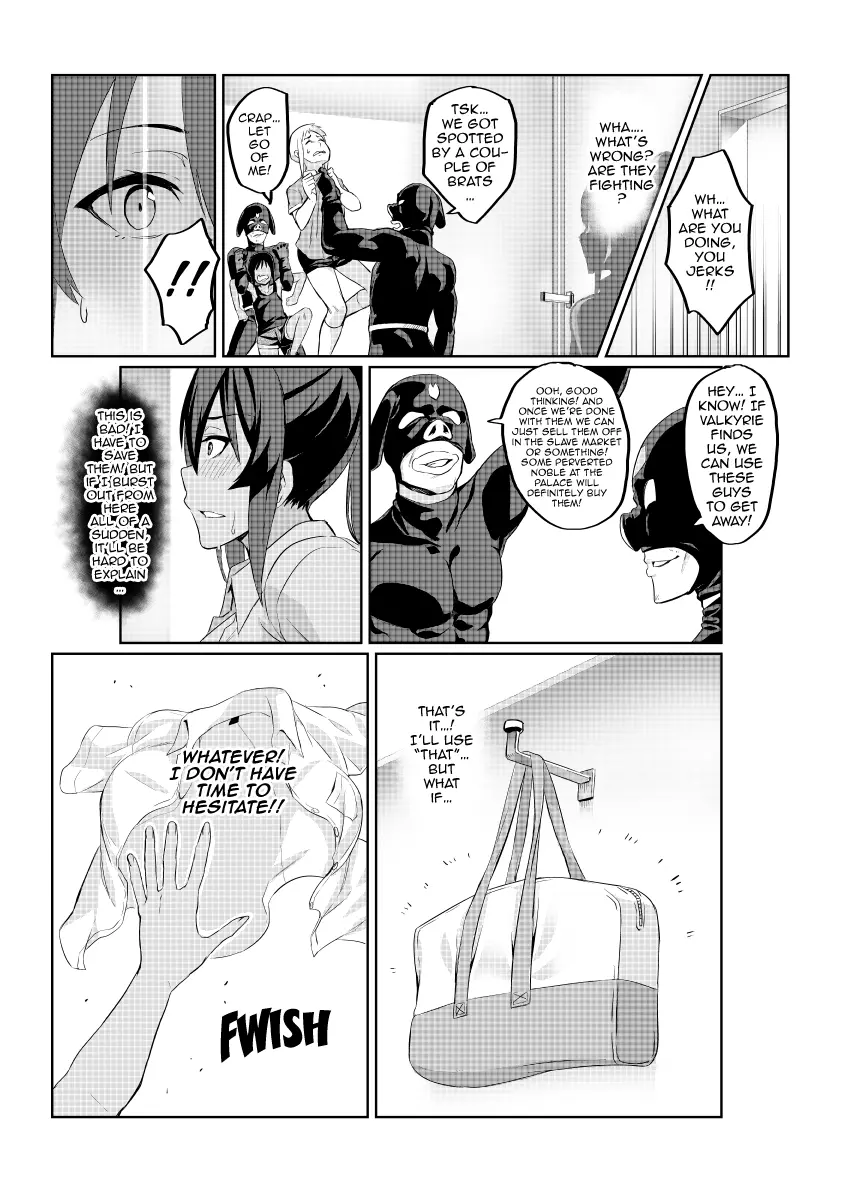 WH...
WHAT
ARE YOU
DOING,
YOU
JERKS
!!
WHA....
WHAT'S
WRONG?
ARE THEY
FIGHTING
?
TSK...
WE GOT
SPOTTED
BY A COU-
PLE OF
BRATS
...
CRAP...
LET
GO
OF
ME!
!!
HEY... I
KNOW! IF
VALKYRIE
FINDS
US, WE
CAN USE
THESE
GUYS
TO GET
AWAY!
OOH, GOOD
THINKING! AND
ONCE WE'RE DONE
WITH THEM WE CAN
JUST SELL THEM OFF
IN THE SLAVE MARKET
OR SOMETHING!
SOME PERVERTED
NOBLE AT THE
PALACE WILL
DEFINITELY BUY
THEM!
THIS IS
BAD! I
HAVE TO
SAVE
THEM! BUT
IF I BURST
OUT FROM
HERE
ALL OF A
SUDDEN,
IT'LL BE
HARD TO
EXPLAIN
...
THAT'S
IT...!
I'LL USE
"THAT"...
BUT
WHAT
IF...
WHATEVER!
I DON'T HAVE
TIME TO
HESITATE!!
FWISH